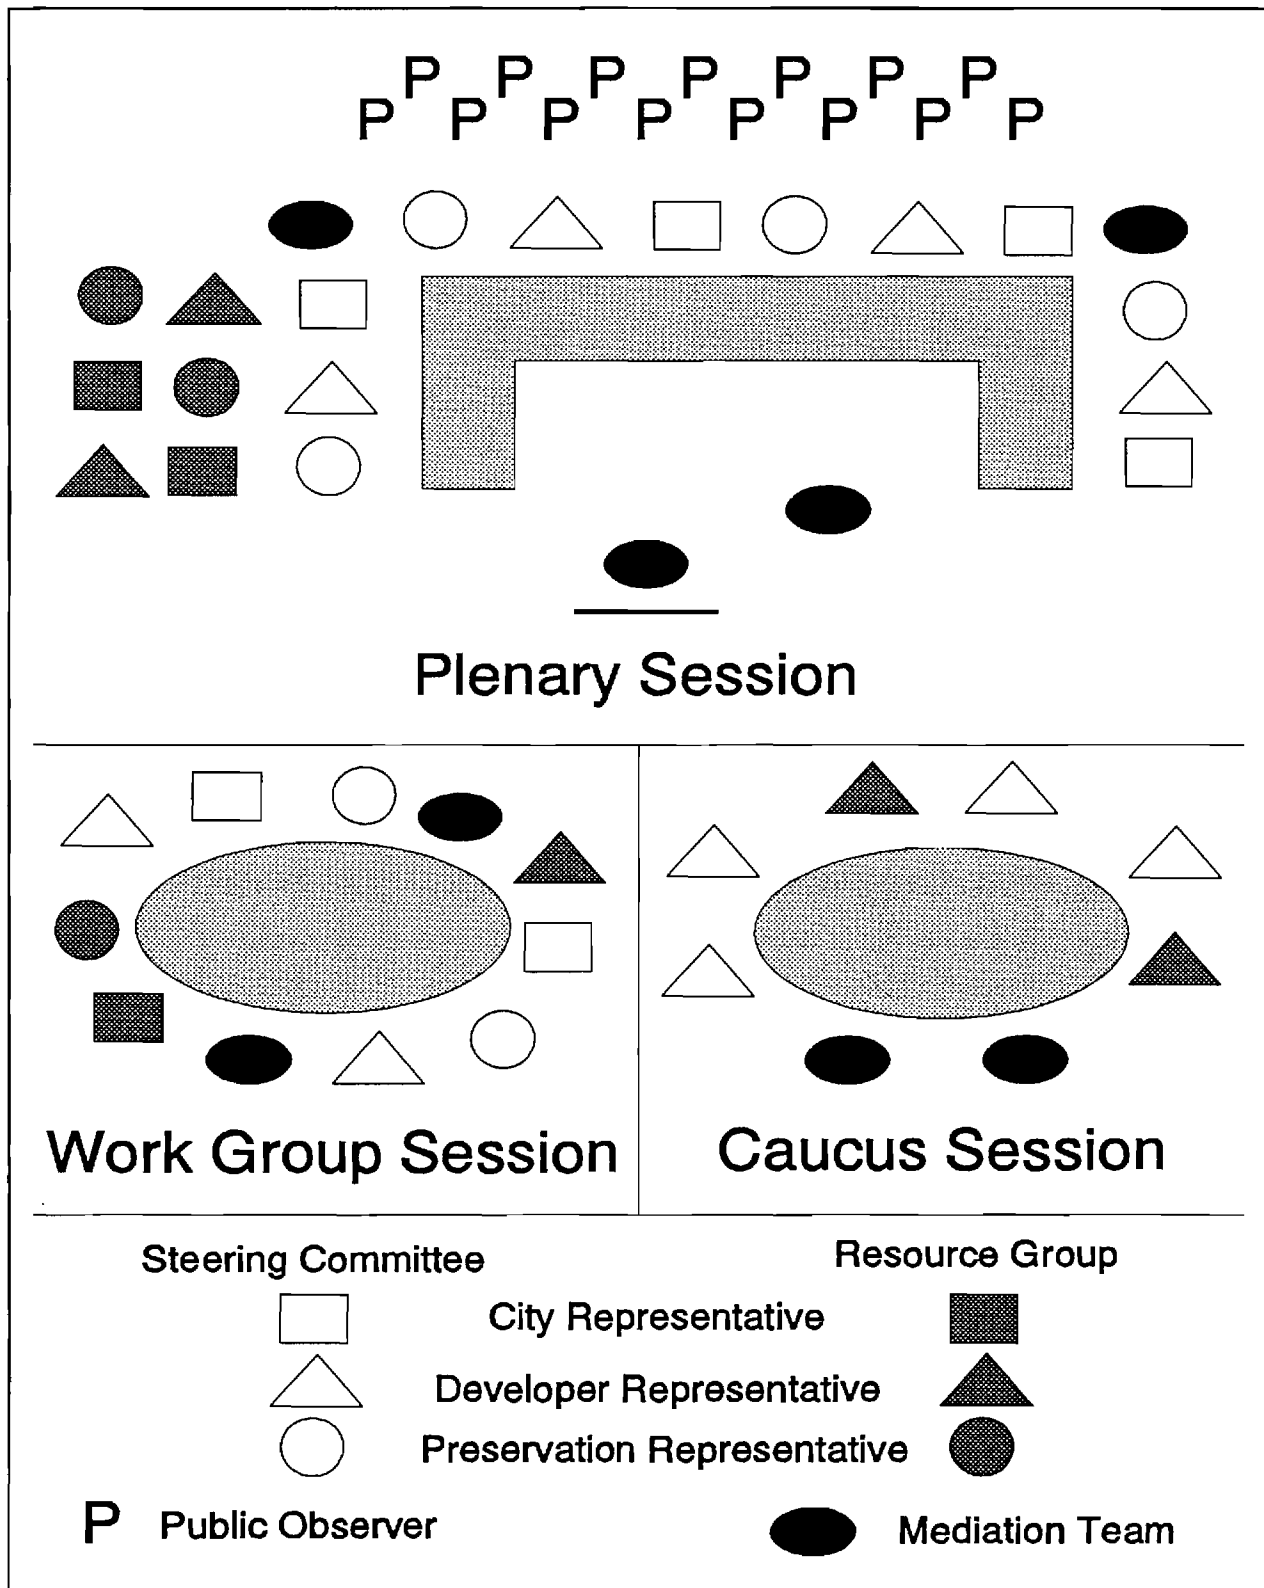 P P P P P P P
P P P P P P P P
Plenary Session
Work Group Session
Caucus Session
Steering Committee
Resource Group
City Representative
Developer Representative
Preservation Representative
P Public Observer
Mediation Team